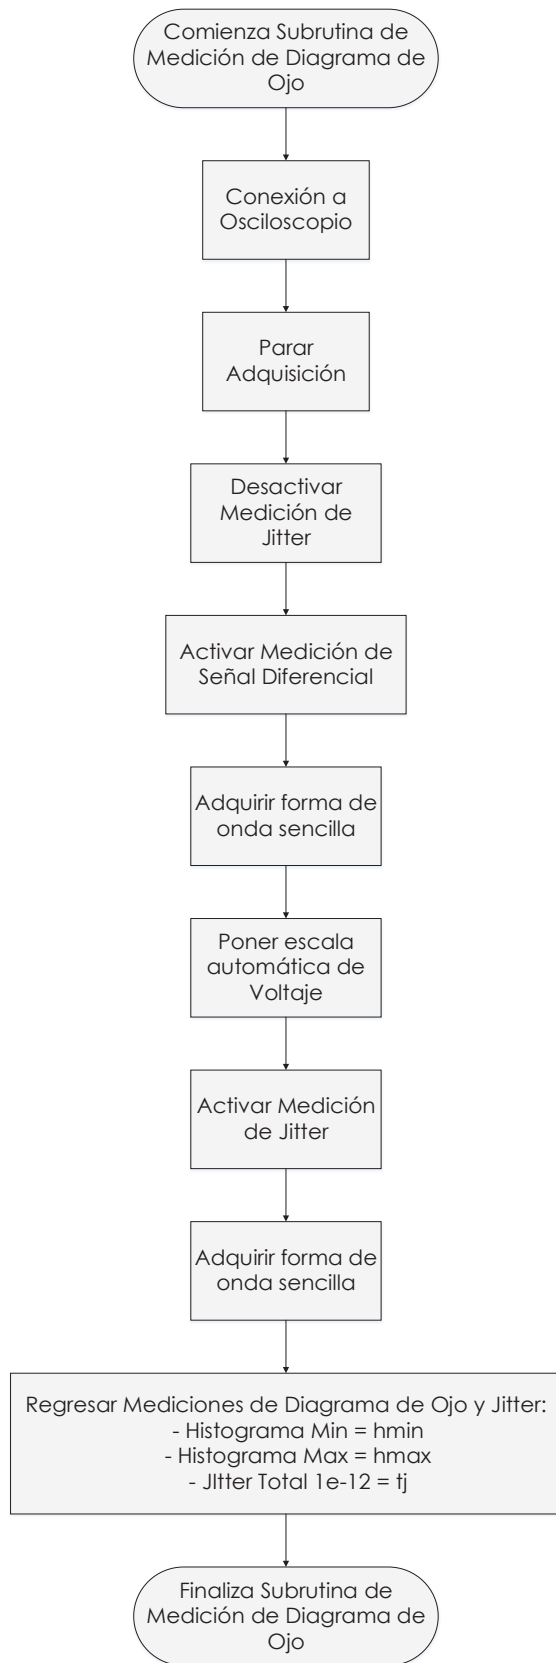 Comienza Subrutina de
Medición de Diagrama de
Ojo
Conexión a
Osciloscopio
Parar
Adquisición
Desactivar
Medición de
Jitter
Activar Medición de
Señal Diferencial
Adquirir forma de
onda sencilla
Poner escala
automática de
Voltaje
Activar Medición
de Jitter
Adquirir forma de
onda sencilla
Regresar Mediciones de Diagrama de Ojo y Jitter:
- Histograma Min = hmin
- Histograma Max = hmax
- JItter Total 1e-12 = tj
Finaliza Subrutina de
Medición de Diagrama de
Ojo